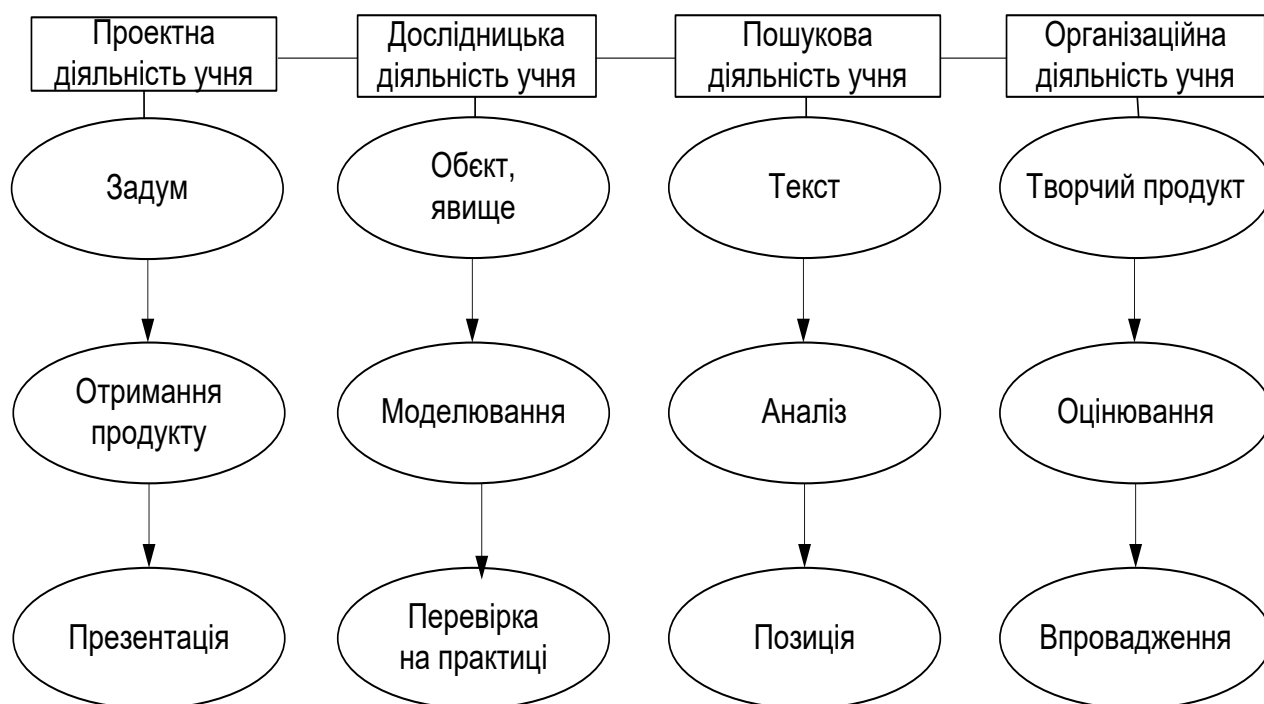 Проектна
діяльність учня
Дослідницька
діяльність учня
Пошукова
діяльність учня
Організаційна
діяльність учня
Задум
Обєкт,
явище
Текст
Творчий продукт
Отримання
продукту
Моделювання
Аналіз
Оцінювання
Презентація
Перевірка
на практиці
Позиція
Впровадження